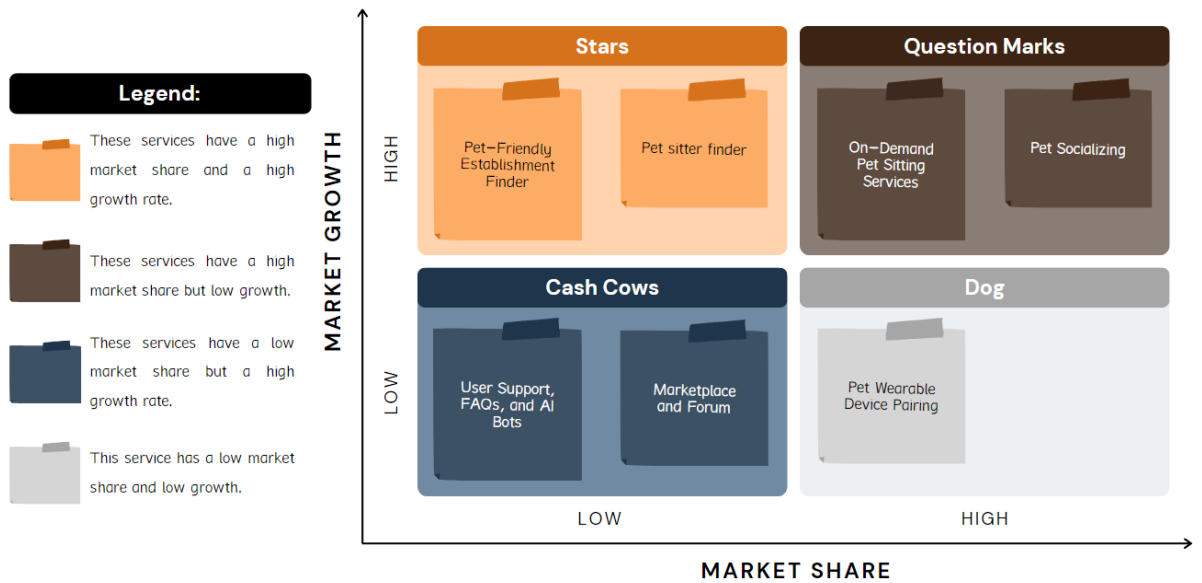 Legend:
These services have a high
market share and a high
growth rate.
These services have a high
market share but low growth.
These services have a low
market share but a high
growth rate.
This service has a low market
share and low growth.
MARKET GROWTH
HIGH
LOW
Stars
Pet-Friendly
Establishment
Finder
Pet sitter finder
Question Marks
On-Demand
Pet Sitting
Services
Pet Socializing
Cash Cows
User Support,
FAQs, and AI
Bots
Marketplace
and Forum
Dog
Pet Wearable
Device Pairing
LOW
HIGH
MARKET SHARE